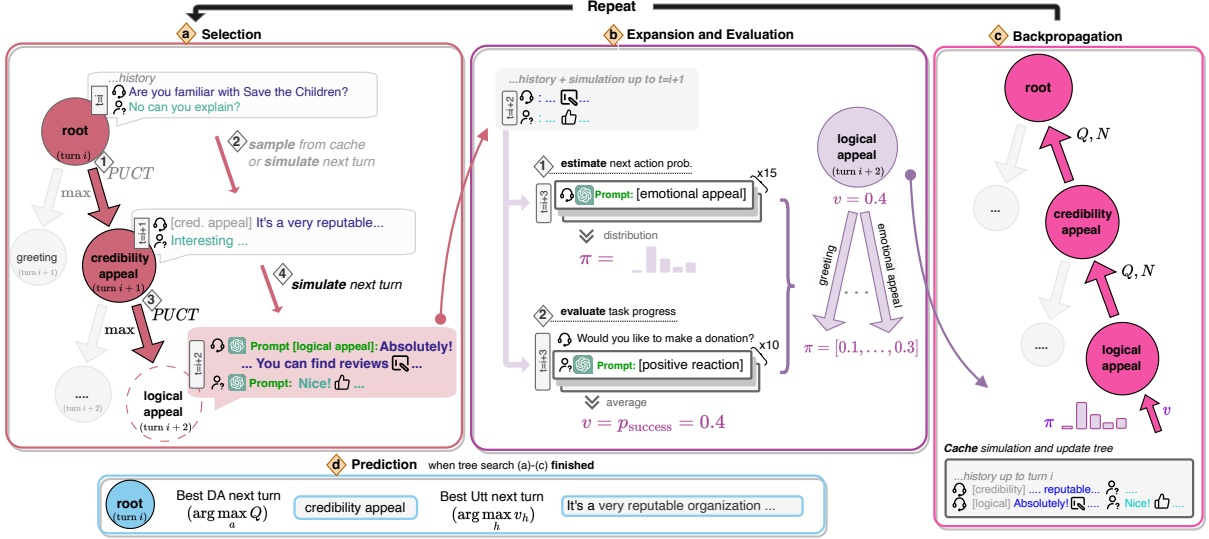 Repeat
a Selection
...history
t=i
Are you familiar with Save the Children?
No can you explain?
root
(turn i)
1
PUCT
max
2
sample from cache
or simulate next turn
t=i+1
[cred. appeal] It's a very reputable...
Interesting ...
greeting
(turn i + 1)
credibility
appeal
(turn i+1)
3
PUCT
max
4
simulate next turn
t=i+2
Prompt [logical appeal]: Absolutely!
... You can find reviews ...
Prompt: Nice! ...
....
(turn i+2)
logical
appeal
(turn i+2)
b Expansion and Evaluation
...history + simulation up to t=i+1
t=i+2
: ... ...
: ... ...
1 estimate next action prob.
x15
t=i+3
Prompt: [emotional appeal]
distribution
π =
2 evaluate task progress
t=i+3
Would you like to make a donation?
x10
Prompt: [positive reaction]
average
v = p_success = 0.4
logical
appeal
(turn i+2)
v = 0.4
greeting
emotional appeal
. . .
π = [0.1, . . . , 0.3]
c Backpropagation
root
Q, N
...
credibility
appeal
Q, N
....
logical
appeal
π
v
Cache simulation and update tree
...history up to turn i
[credibility] .... reputable... ....
[logical] Absolutely! .... Nice! ....
d Prediction when tree search (a)-(c) finished
root
(turn i)
Best DA next turn
(arg max Q)
a
credibility appeal
Best Utt next turn
(arg max v_h)
h
It's a very reputable organization ...